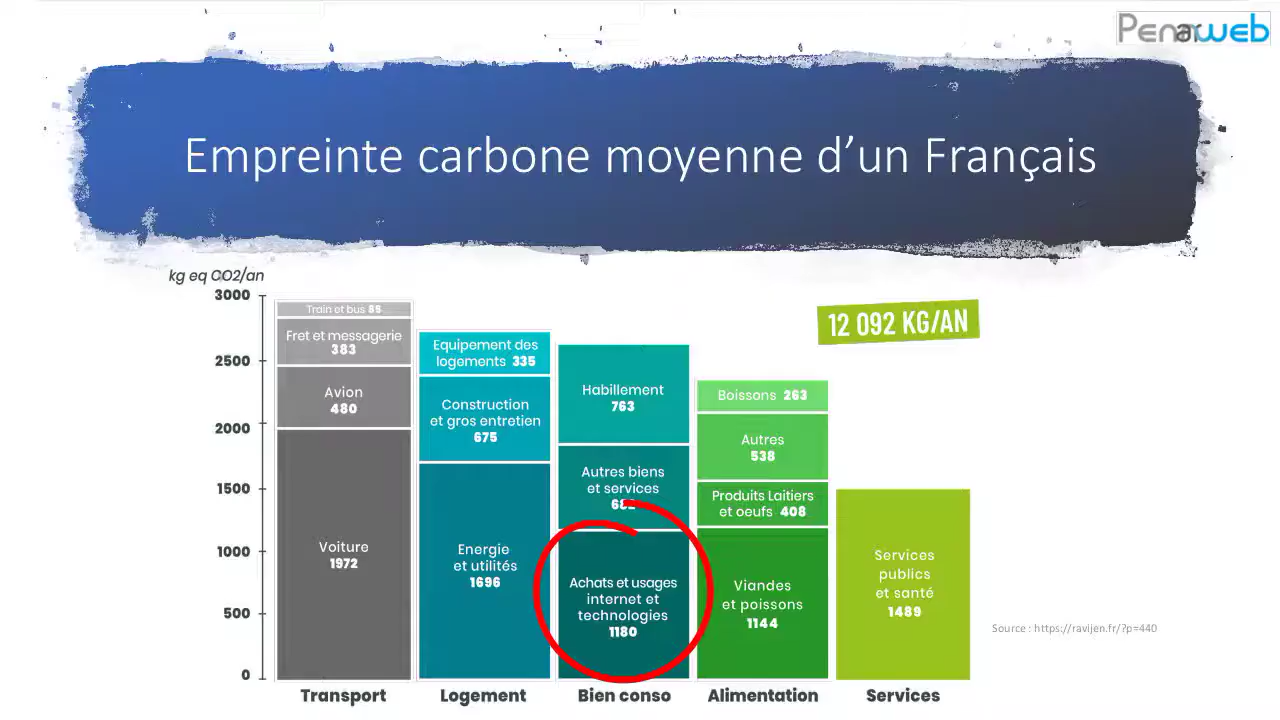 Penarweb
Empreinte carbone moyenne d'un Français
kg eq CO2/an
3000
2500
2000
1500
1000
500
0
12 092 KG/AN
Train et bus 85
Fret et messagerie
383
Avion
480
Voiture
1972
Transport
Equipement des
logements 335
Construction
et gros entretien
675
Energie
et utilités
1696
Logement
Habillement
763
Autres biens
et services
Achats et usages
internet et
technologies
1180
Bien conso
Boissons 263
Autres
538
Produits Laitiers
et oeufs 408
Viandes
et poissons
1144
Alimentation
Services
publics
et santé
1489
Services
Source : https://ravijen.fr/?p=440